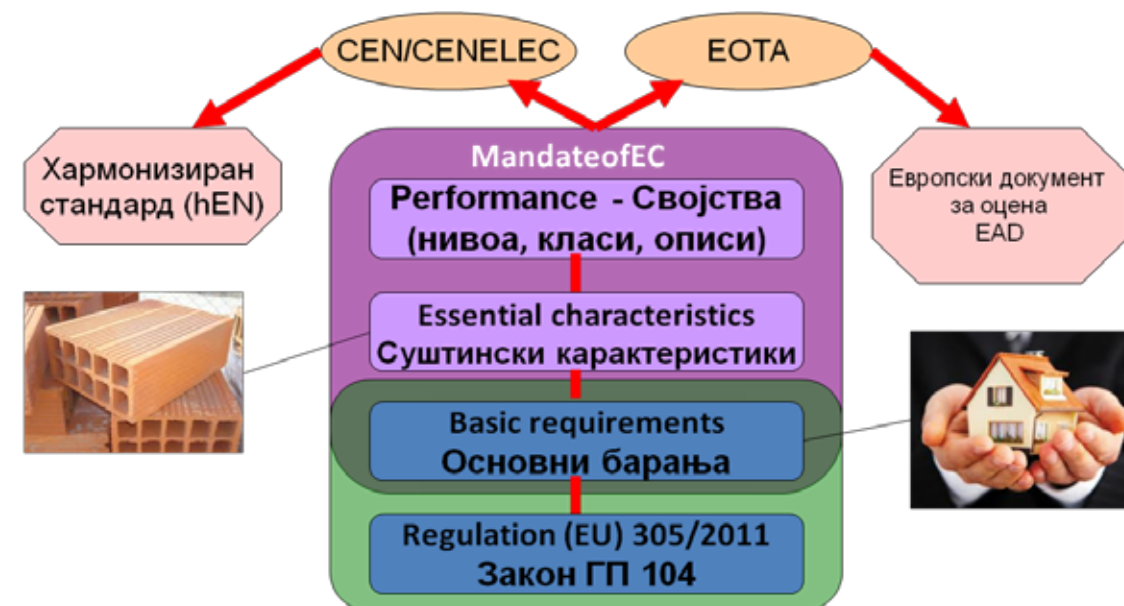 CEN/CENELEC
EOTA
Хармонизиран
стандард (hEN)
MandateofEC
Performance - Својства
(нивоа, класи, описи)
Европски документ
за оцена
EAD
Essential characteristics
Суштински карактеристики
Basic requirements
Основни барања
Regulation (EU) 305/2011
Закон ГП 104